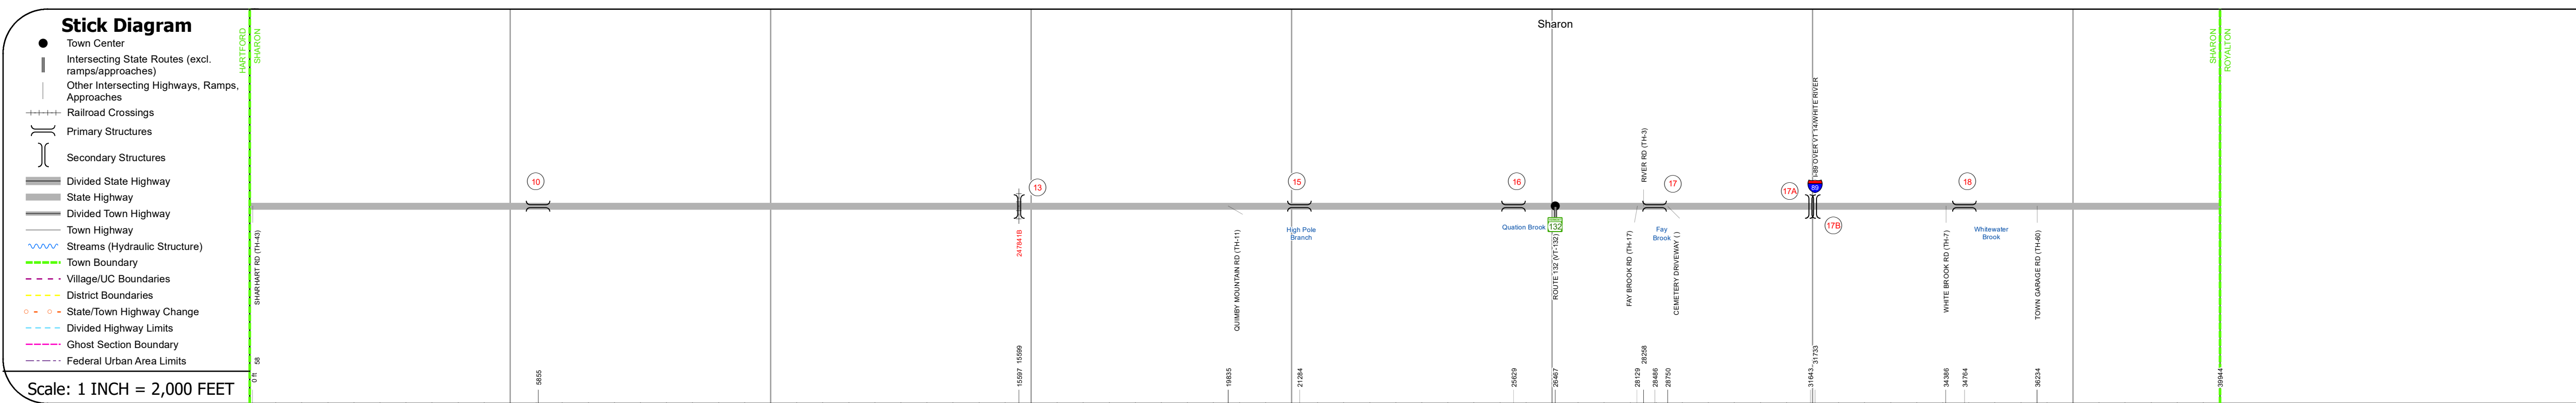 Stick Diagram
Town Center
Intersecting State Routes (excl.
ramps/approaches)
Other Intersecting Highways, Ramps,
Approaches
Railroad Crossings
Primary Structures
Secondary Structures
Divided State Highway
State Highway
Divided Town Highway
Town Highway
Streams (Hydraulic Structure)
Town Boundary
Village/UC Boundaries
District Boundaries
State/Town Highway Change
Divided Highway Limits
Ghost Section Boundary
Federal Urban Area Limits
Scale: 1 INCH = 2,000 FEET
HARTFORD
SHARON
Sharon
SHARON
ROYALTON
10
13
15
16
17
17A
89
17B
18
I-89 OVER VT 14/WHITE RIVER
RIVER RD (TH-3)
SHARHART RD (TH-43)
247841B
QUIMBY MOUNTAIN RD (TH-11)
High Pole
Branch
Quation Brook
132
ROUTE 132 (VT-132)
FAY BROOK RD (TH-17)
Fay
Brook
CEMETERY DRIVEWAY ( )
WHITE BROOK RD (TH-7)
Whitewater
Brook
TOWN GARAGE RD (TH-60)
0 ft
58
5855
15597
15599
19835
21284
25629
26467
28129
28258
28486
28750
31643
31733
34386
34764
36234
39944